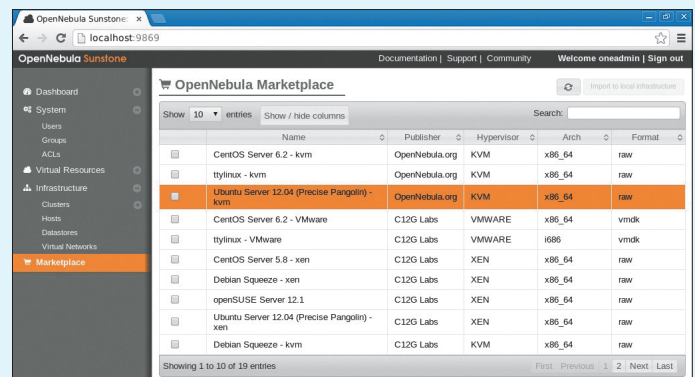 OpenNebula Sunstone: ×
localhost:9869
OpenNebula Sunstone
Documentation | Support | Community Welcome oneadmin | Sign out
Dashboard
System
Users
Groups
ACLs
Virtual Resources
Infrastructure
Clusters
Hosts
Datastores
Virtual Networks
Marketplace
OpenNebula Marketplace
Import to local infrastructure
Show 10 entries Show / hide columns Search:
Name Publisher Hypervisor Arch Format
CentOS Server 6.2 - kvm OpenNebula.org KVM x86_64 raw
ttylinux - kvm OpenNebula.org KVM x86_64 raw
Ubuntu Server 12.04 (Precise Pangolin) - kvm OpenNebula.org KVM x86_64 raw
CentOS Server 6.2 - VMware C12G Labs VMWARE x86_64 vmdk
ttylinux - VMware C12G Labs VMWARE i686 vmdk
CentOS Server 5.8 - xen C12G Labs XEN x86_64 raw
Debian Squeeze - xen C12G Labs XEN x86_64 raw
openSUSE Server 12.1 C12G Labs XEN x86_64 raw
Ubuntu Server 12.04 (Precise Pangolin) - xen C12G Labs XEN x86_64 raw
Debian Squeeze - kvm C12G Labs KVM x86_64 raw
Showing 1 to 10 of 19 entries First Previous 1 2 Next Last